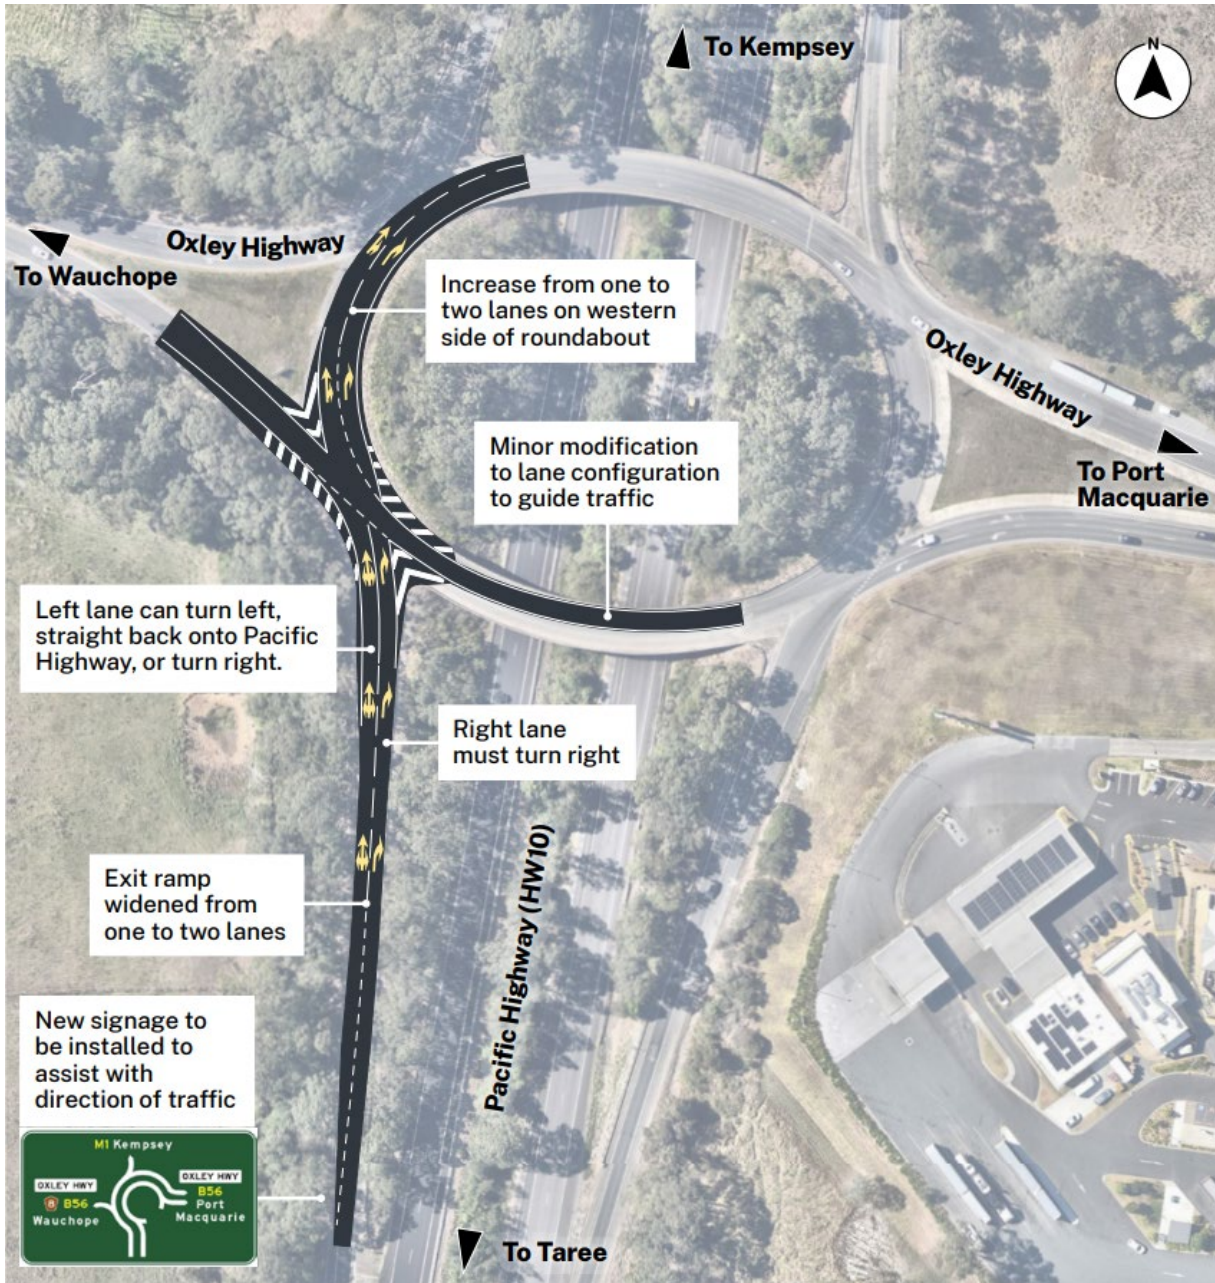 To Kempsey
N
Oxley Highway
To Wauchope
Increase from one to
two lanes on western
side of roundabout
Oxley Highway
Minor modification
to lane configuration
to guide traffic
To Port
Macquarie
Left lane can turn left,
straight back onto Pacific
Highway, or turn right.
Right lane
must turn right
Exit ramp
widened from
one to two lanes
Pacific Highway (HW10)
New signage to
be installed to
assist with
direction of traffic
M1 Kempsey
OXLEY HWY
8 B56
Wauchope
OXLEY HWY
B56
Port
Macquarie
To Taree